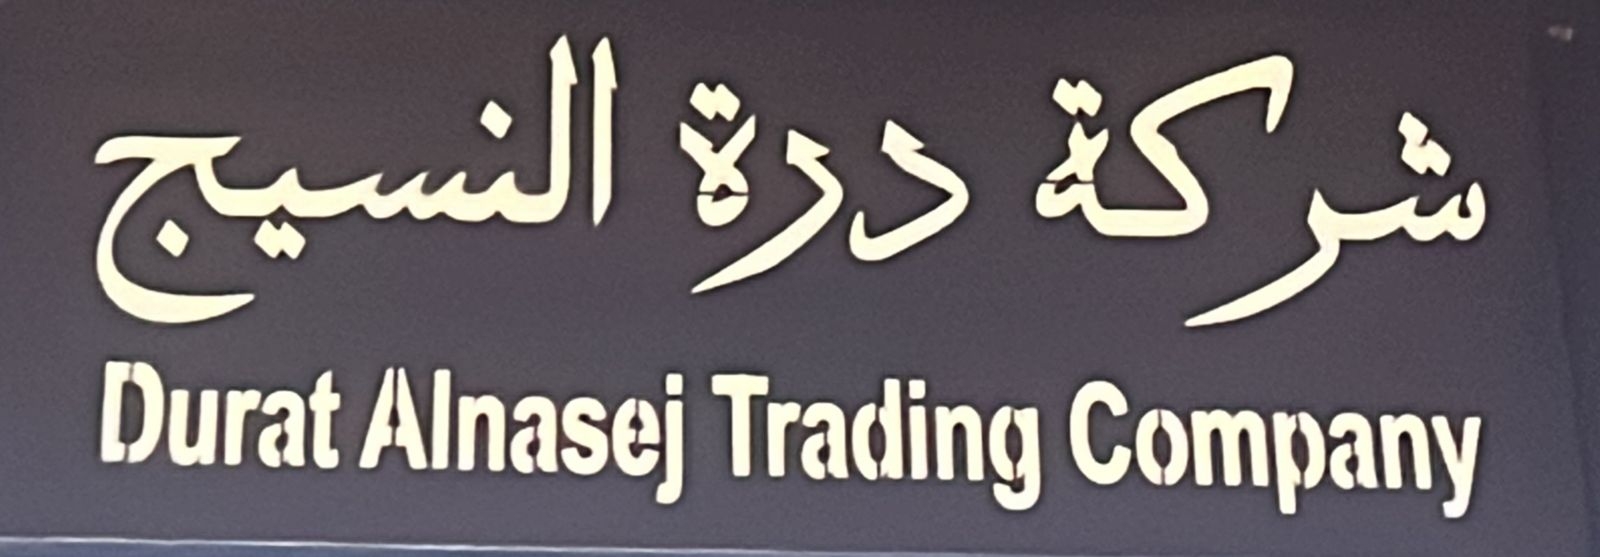 شركة درة النسيج
Durat Alnasej Trading Company